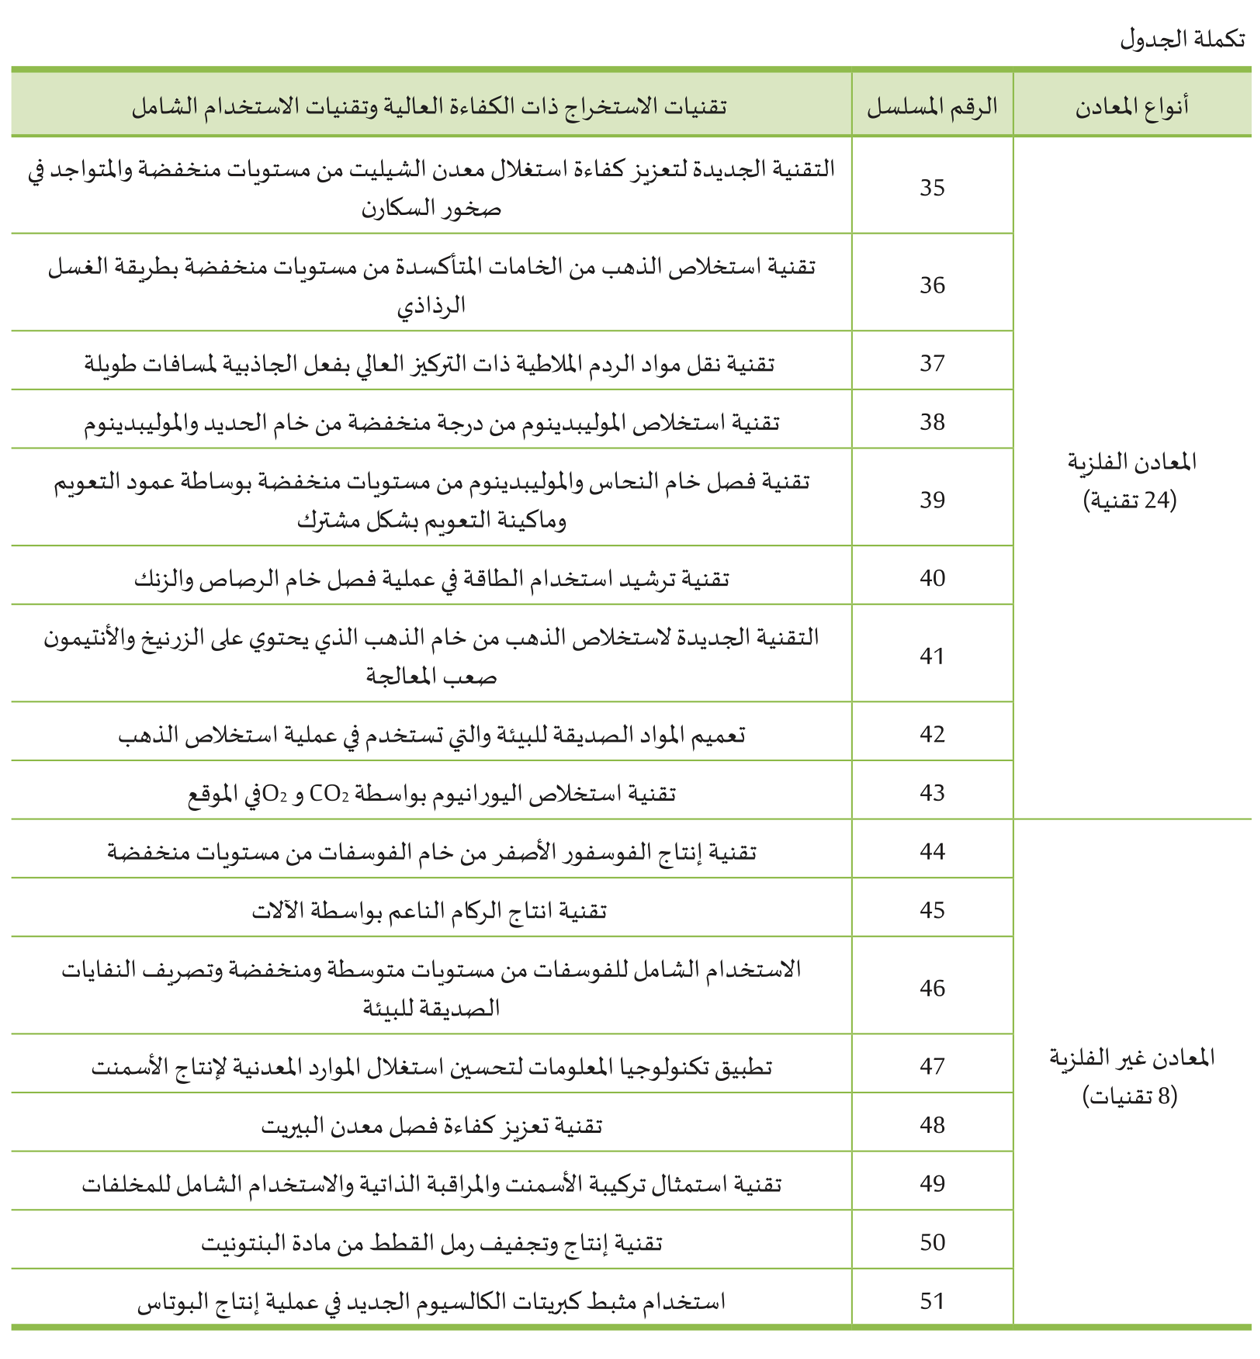 تكملة الجدول
أنواع المعادن	الرقم المسلسل	تقنيات الاستخراج ذات الكفاءة العالية وتقنيات الاستخدام الشامل
المعادن الفلزية
(24 تقنية)
35	التقنية الجديدة لتعزيز كفاءة استغلال معدن الشيليت من مستويات منخفضة والمتواجد في
صخور السكارن
36	تقنية استخلاص الذهب من الخامات المتأكسدة من مستويات منخفضة بطريقة الغسل
الرذاذي
37	تقنية نقل مواد الردم الملاطية ذات التركيز العالي بفعل الجاذبية لمسافات طويلة
38	تقنية استخلاص الموليبدينوم من درجة منخفضة من خام الحديد والموليبدينوم
39	تقنية فصل خام النحاس والموليبدينوم من مستويات منخفضة بوساطة عمود التعويم
وماكينة التعويم بشكل مشترك
40	تقنية ترشيد استخدام الطاقة في عملية فصل خام الرصاص والزنك
41	التقنية الجديدة لاستخلاص الذهب من خام الذهب الذي يحتوي على الزرنيخ والأنتيمون
صعب المعالجة
42	تعميم المواد الصديقة للبيئة والتي تستخدم في عملية استخلاص الذهب
43	تقنية استخلاص اليورانيوم بواسطة CO₂ و O₂في الموقع
المعادن غير الفلزية
(8 تقنيات)
44	تقنية إنتاج الفوسفور الأصفر من خام الفوسفات من مستويات منخفضة
45	تقنية انتاج الركام الناعم بواسطة الآلات
46	الاستخدام الشامل للفوسفات من مستويات متوسطة ومنخفضة وتصريف النفايات
الصديقة للبيئة
47	تطبيق تكنولوجيا المعلومات لتحسين استغلال الموارد المعدنية لإنتاج الأسمنت
48	تقنية تعزيز كفاءة فصل معدن البيريت
49	تقنية استمثال تركيبة الأسمنت والمراقبة الذاتية والاستخدام الشامل للمخلفات
50	تقنية إنتاج وتجفيف رمل القطط من مادة البنتونيت
51	استخدام مثبط كبريتات الكالسيوم الجديد في عملية إنتاج البوتاس